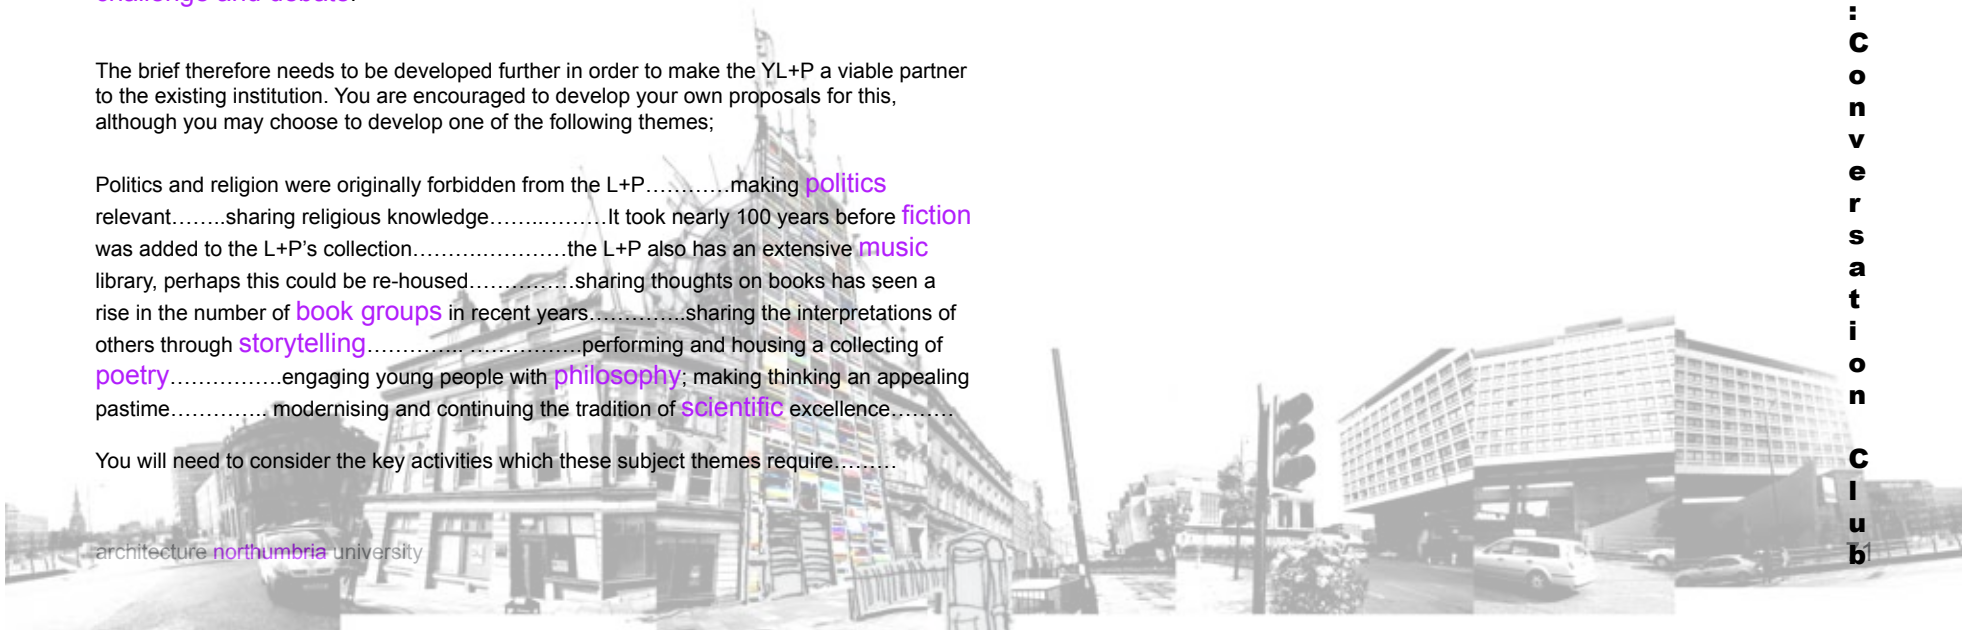 challenge and debate.
The brief therefore needs to be developed further in order to make the YL+P a viable partner
to the existing institution. You are encouraged to develop your own proposals for this,
although you may choose to develop one of the following themes;
Politics and religion were originally forbidden from the L+P…………making politics
relevant……..sharing religious knowledge……..………It took nearly 100 years before fiction
was added to the L+P’s collection……….…………the L+P also has an extensive music
library, perhaps this could be re-housed……………sharing thoughts on books has seen a
rise in the number of book groups in recent years…………..sharing the interpretations of
others through storytelling…………. …………….performing and housing a collecting of
poetry…………….engaging young people with philosophy; making thinking an appealing
pastime………….. modernising and continuing the tradition of scientific excellence………
You will need to consider the key activities which these subject themes require………
architecture northumbria university
: Conversation Club